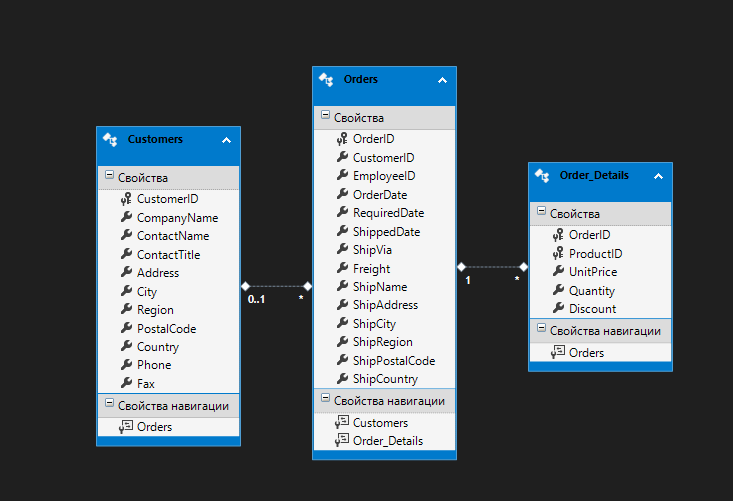 Customers
Свойства
CustomerID
CompanyName
ContactName
ContactTitle
Address
City
Region
PostalCode
Country
Phone
Fax
Свойства навигации
Orders
0..1
*
Orders
Свойства
OrderID
CustomerID
EmployeeID
OrderDate
RequiredDate
ShippedDate
ShipVia
Freight
ShipName
ShipAddress
ShipCity
ShipRegion
ShipPostalCode
ShipCountry
Свойства навигации
Customers
Order_Details
1
*
Order_Details
Свойства
OrderID
ProductID
UnitPrice
Quantity
Discount
Свойства навигации
Orders